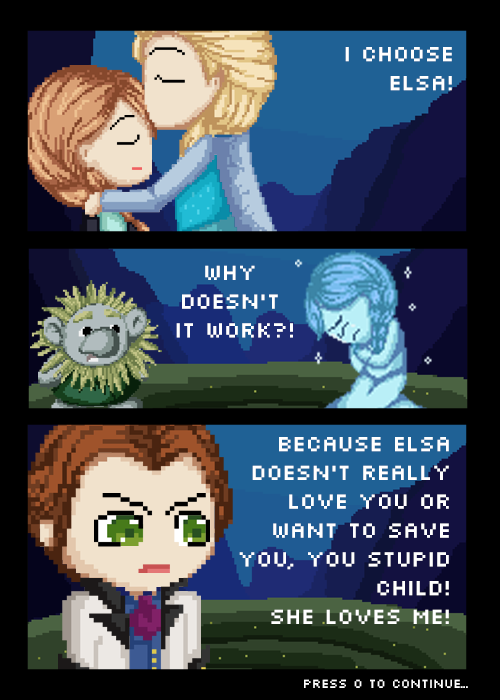 I CHOOSE
ELSA!
WHY
DOESN'T
IT WORK?!
BECAUSE ELSA
DOESN'T REALLY
LOVE YOU OR
WANT TO SAVE
YOU, YOU STUPID
CHILD!
SHE LOVES ME!
PRESS O TO CONTINUE...